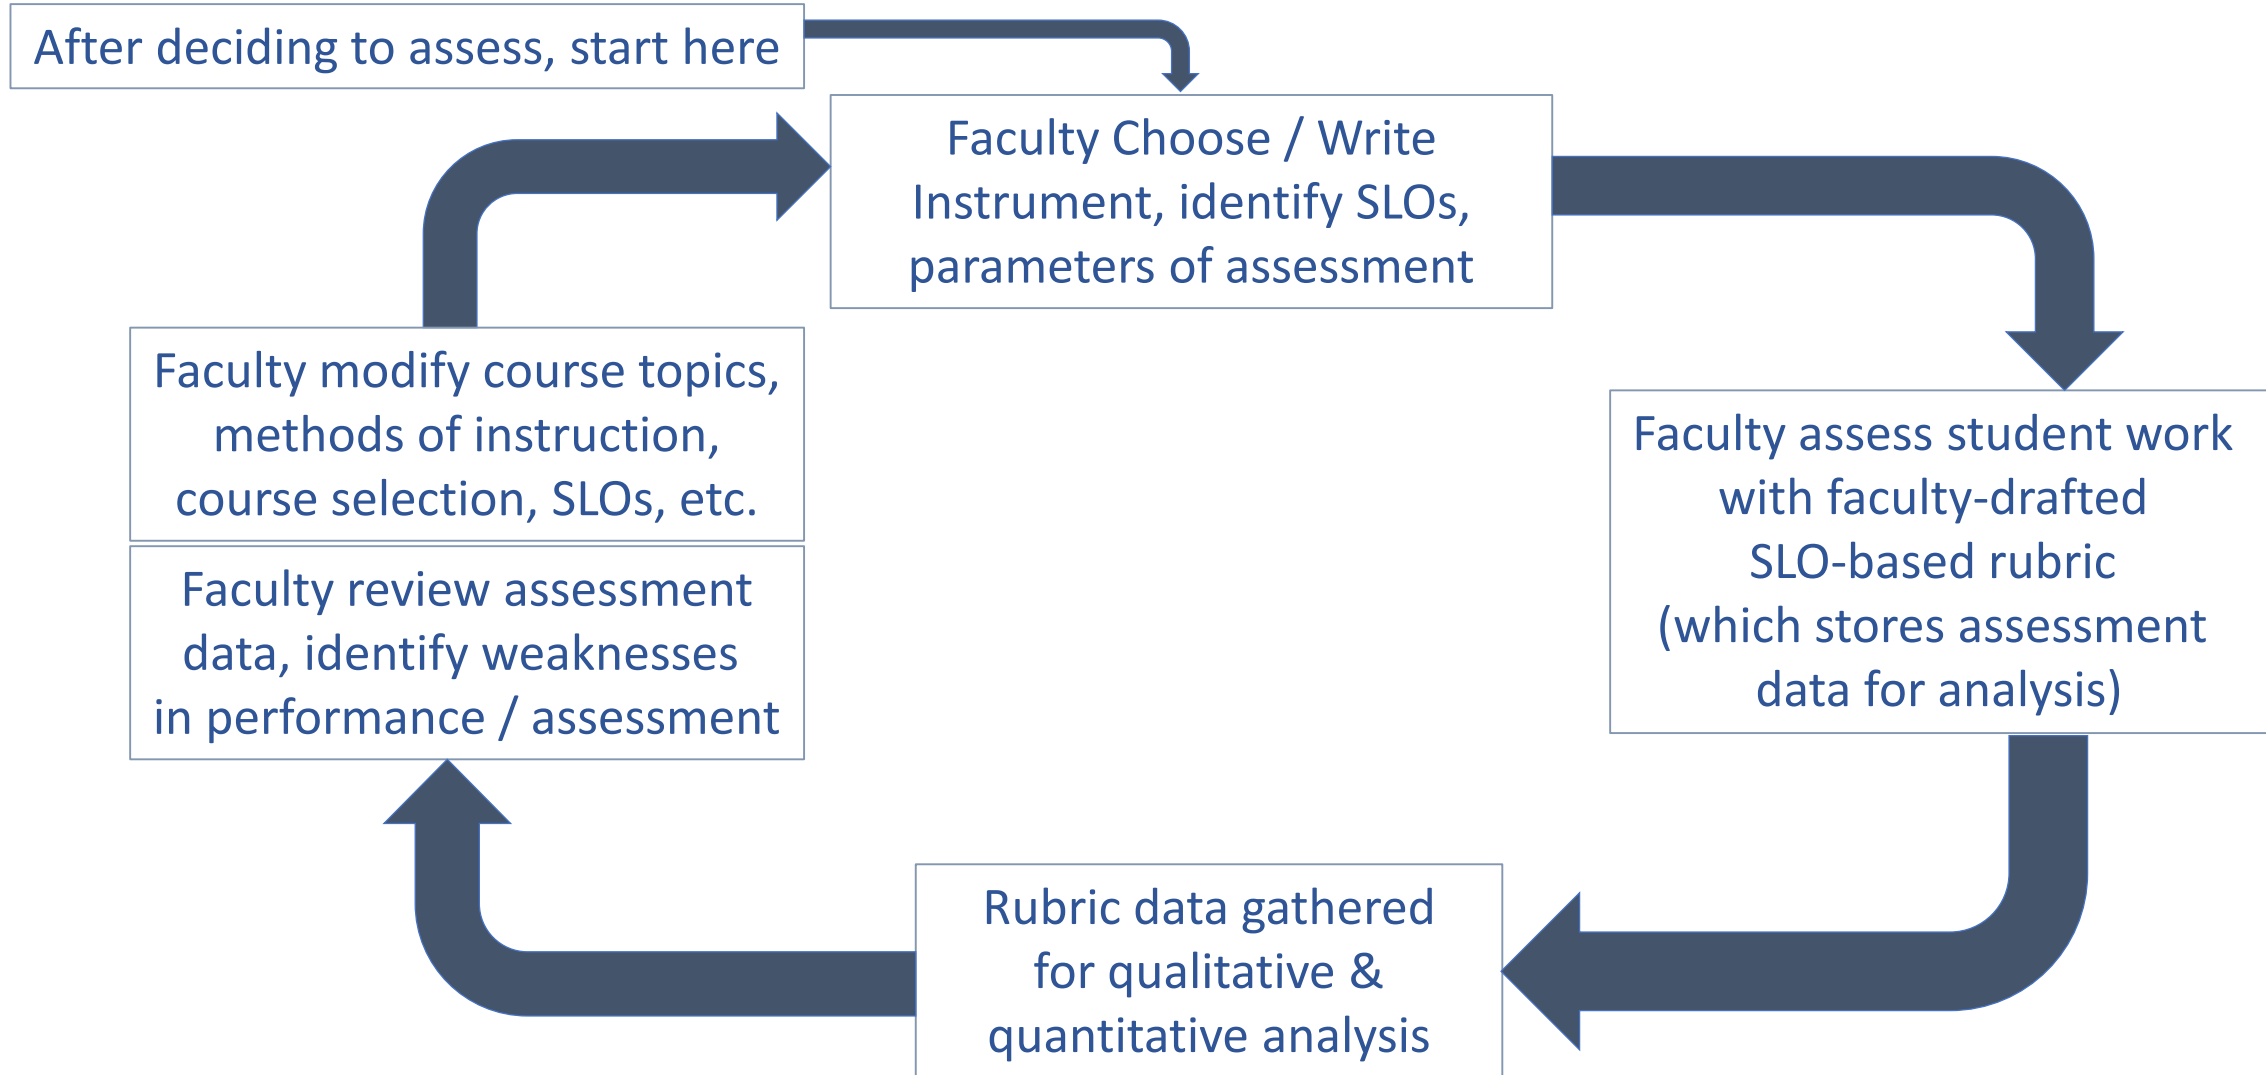 After deciding to assess, start here
Faculty Choose / Write
Instrument, identify SLOs,
parameters of assessment
Faculty assess student work
with faculty-drafted
SLO-based rubric
(which stores assessment
data for analysis)
Rubric data gathered
for qualitative &
quantitative analysis
Faculty review assessment
data, identify weaknesses
in performance / assessment
Faculty modify course topics,
methods of instruction,
course selection, SLOs, etc.